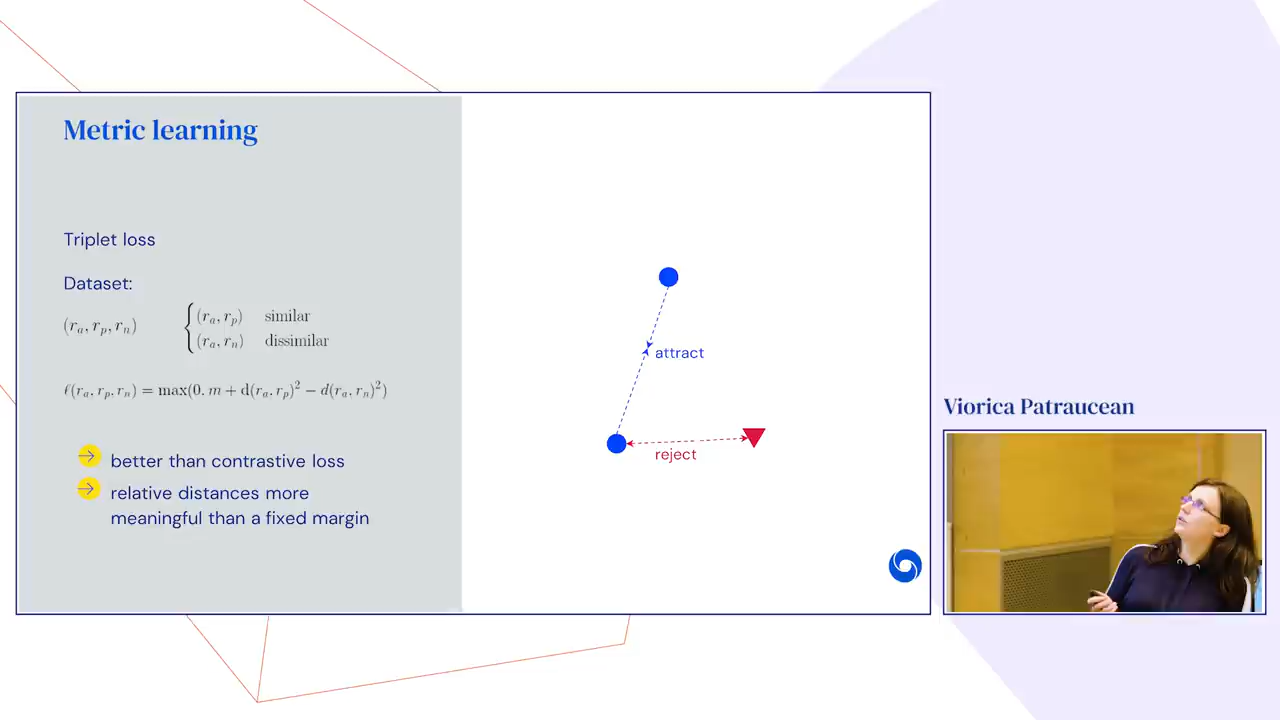 Metric learning
Triplet loss
Dataset:
(r_a, r_p, r_n) { (r_a, r_p) similar
(r_a, r_n) dissimilar
ℓ(r_a, r_p, r_n) = max(0, m + d(r_a, r_p)² − d(r_a, r_n)²)
better than contrastive loss
relative distances more
meaningful than a fixed margin
attract
reject
Viorica Patraucean